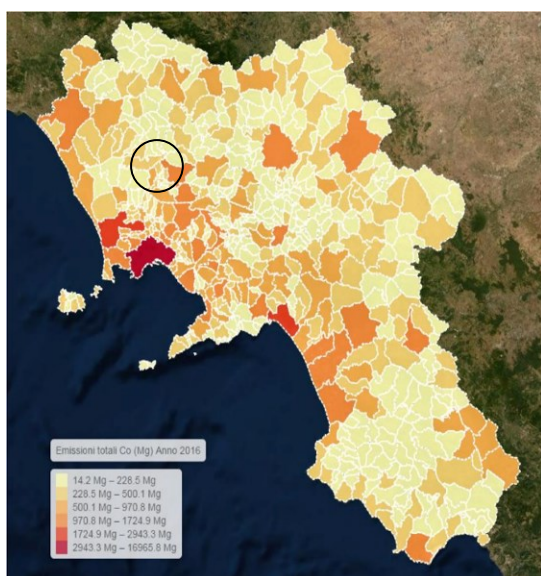 Emissioni totali Co (Mg) Anno 2016
14.2 Mg – 228.5 Mg
228.5 Mg – 500.1 Mg
500.1 Mg – 970.8 Mg
970.8 Mg – 1724.9 Mg
1724.9 Mg – 2943.3 Mg
2943.3 Mg – 16965.8 Mg